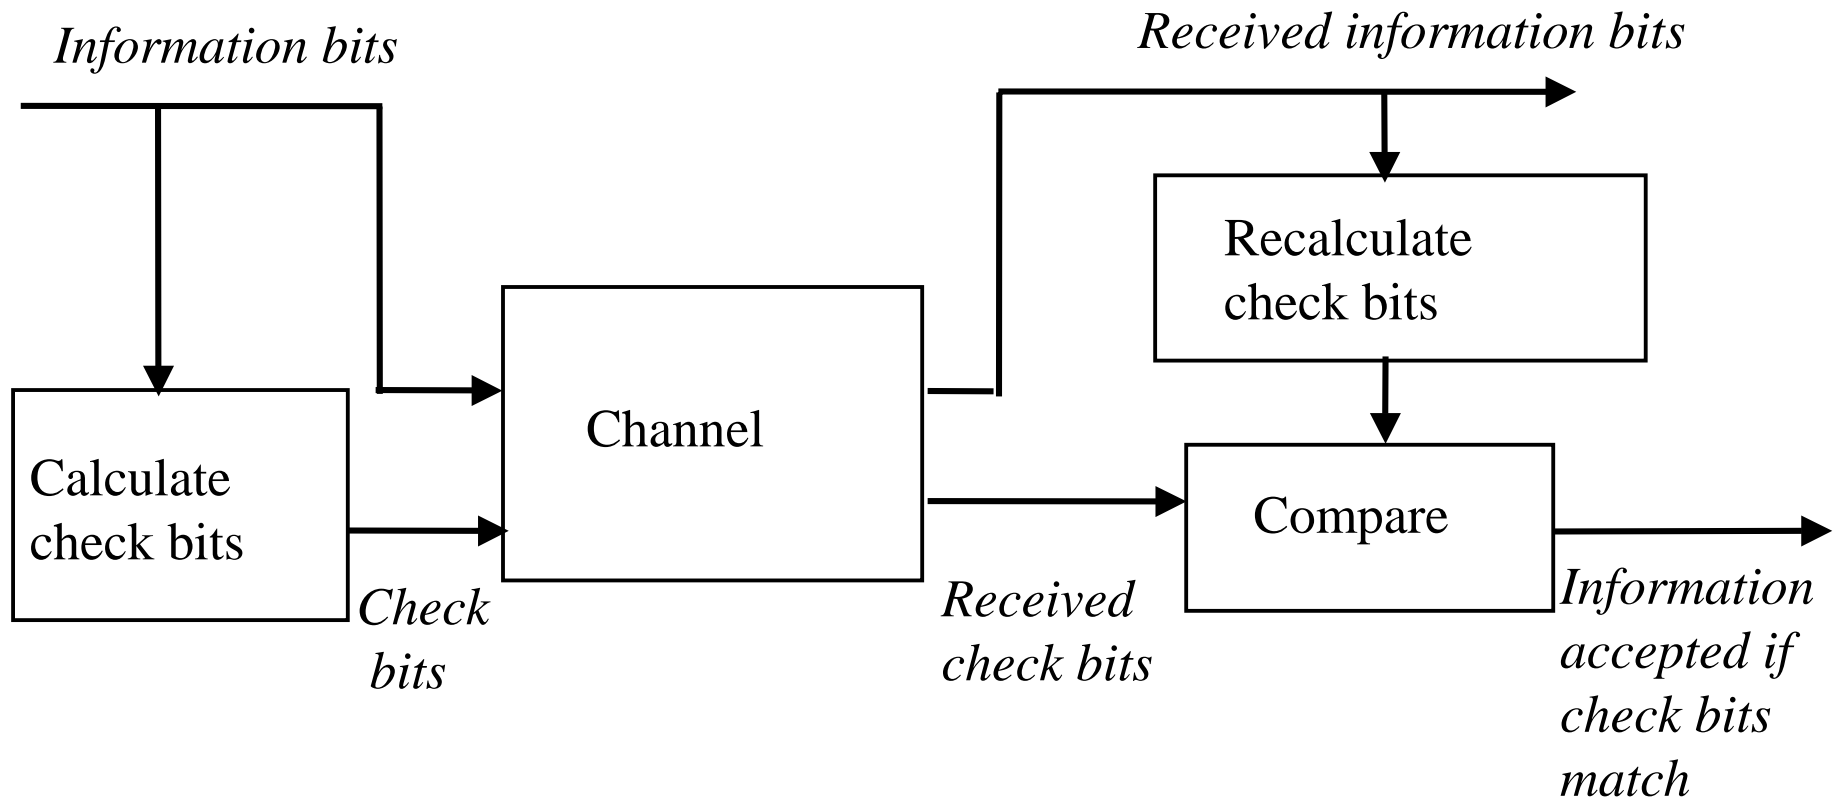 Information bits
Received information bits
Recalculate
check bits
Channel
Calculate
check bits
Compare
Check
bits
Received
check bits
Information
accepted if
check bits
match